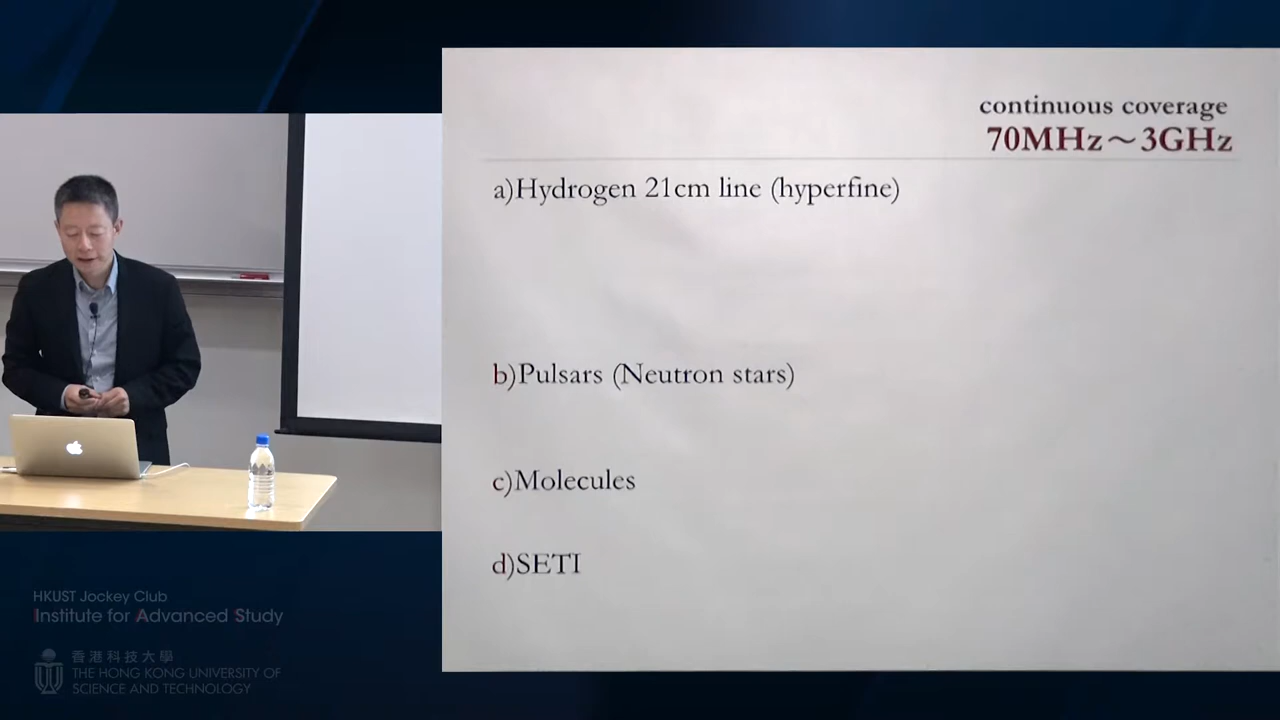 continuous coverage
70MHz～3GHz
a)Hydrogen 21cm line (hyperfine)
b)Pulsars (Neutron stars)
c)Molecules
d)SETI
HKUST Jockey Club
Institute for Advanced Study
香港科技大學
THE HONG KONG UNIVERSITY OF
SCIENCE AND TECHNOLOGY